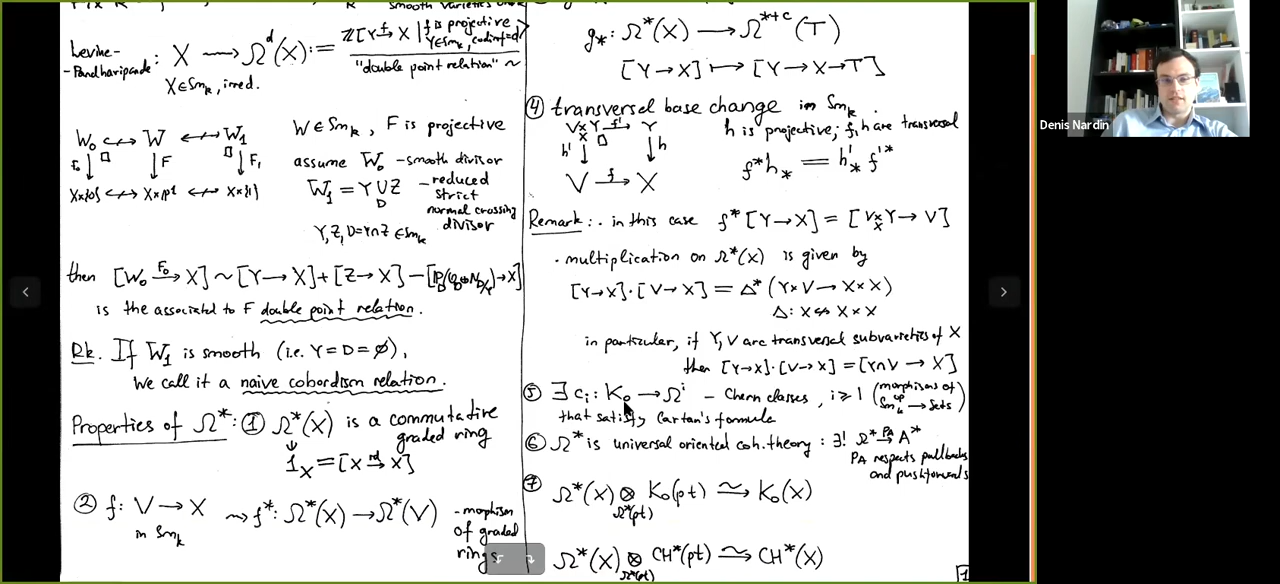 smooth varieties over k
Levine-
-Pandharipande: X ⟿ Ω^d(X) := ℤ[Y →f X | f is projective, Y∈Sm_k, codim f=d] / "double point relation" ~
X∈Sm_k, irred.
W_0 ↪ W ↩ W_1
F_0 ↓ □ ↓F □ ↓ F_1
X×{0} ↪ X×ℙ^1 ↩ X×{1}
W∈Sm_k, F is projective
assume W_0 - smooth divisor
W_1 = Y ∪_D Z - reduced strict normal crossing divisor
Y, Z, D=Y∩Z ∈ Sm_k
then [W_0 →F_0 X] ~ [Y→X] + [Z→X] − [ℙ_D(O_D⊕N_{D/Y})→X]
is the associated to F double point relation.
Rk. If W_1 is smooth (i.e. Y=D=∅),
we call it a naive cobordism relation.
Properties of Ω*: ① Ω*(X) is a commutative
graded ring
1_X = [X →id X]
② f: V → X ⟿ f*: Ω*(X) → Ω*(V) - morphism
in Sm_k
of graded
rings
g_*: Ω*(X) → Ω^{*+c}(T)
[Y→X] ↦ [Y→X→T]
④ transversal base change in Sm_k.
V×_X Y →f' Y
h' ↓ □ ↓ h
V →f X
h is projective; f, h are transversal
f* h_* = h'_* f'*
Remark: · in this case f*[Y→X] = [V×_X Y → V]
· multiplication on Ω*(X) is given by
[Y→X]·[V→X] = Δ*(Y×V → X×X)
Δ: X ↪ X×X
in particular, if Y, V are transversal subvarieties of X
then [Y→X]·[V→X] = [Y∩V → X]
⑤ ∃ c_i: K_0 → Ω^i - Chern classes, i ≥ 1 (morphisms of Sm_k^op → Sets)
that satisfy Cartan's formula
⑥ Ω* is universal oriented coh. theory: ∃! Ω* →P_A A*
P_A respects pullbacks
and pushforwards
⑦ Ω*(X) ⊗_{Ω*(pt)} K_0(pt) ≃ K_0(X)
Ω*(X) ⊗_{Ω*(pt)} CH*(pt) ≃ CH*(X)
1
Denis Nardin